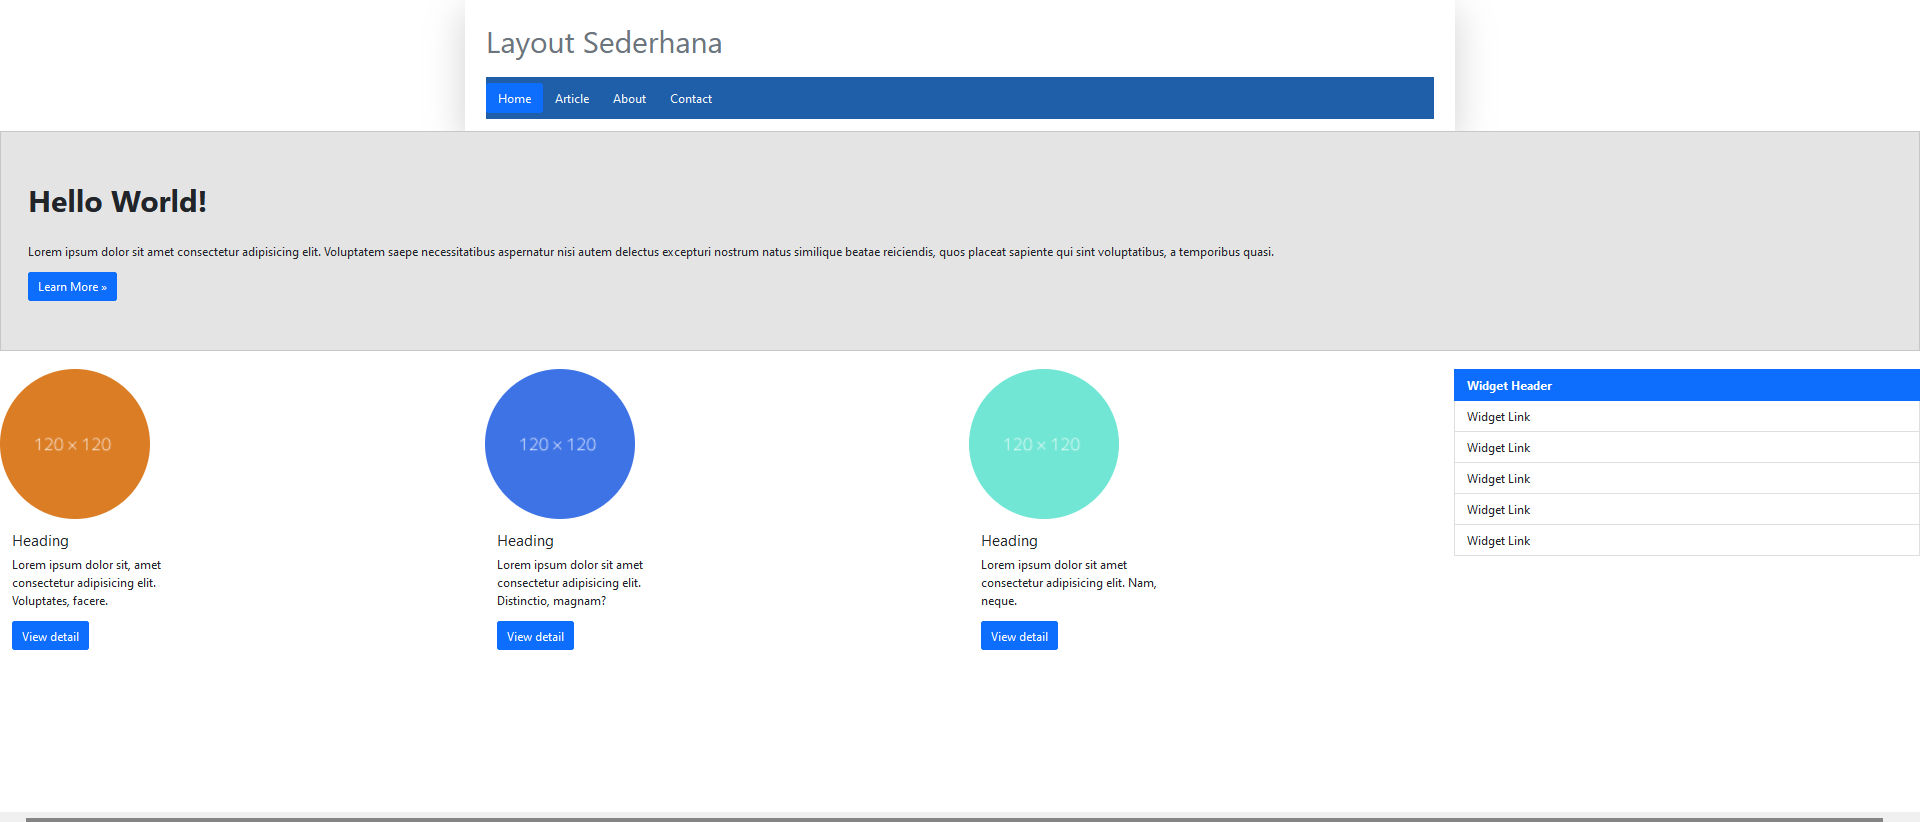 Layout Sederhana
Home Article About Contact
Hello World!
Lorem ipsum dolor sit amet consectetur adipisicing elit. Voluptatem saepe necessitatibus aspernatur nisi autem delectus excepturi nostrum natus similique beatae reiciendis, quos placeat sapiente qui sint voluptatibus, a temporibus quasi.
Learn More »
120 × 120
Heading
Lorem ipsum dolor sit, amet
consectetur adipisicing elit.
Voluptates, facere.
View detail
120 × 120
Heading
Lorem ipsum dolor sit amet
consectetur adipisicing elit.
Distinctio, magnam?
View detail
120 × 120
Heading
Lorem ipsum dolor sit amet
consectetur adipisicing elit. Nam,
neque.
View detail
Widget Header
Widget Link
Widget Link
Widget Link
Widget Link
Widget Link